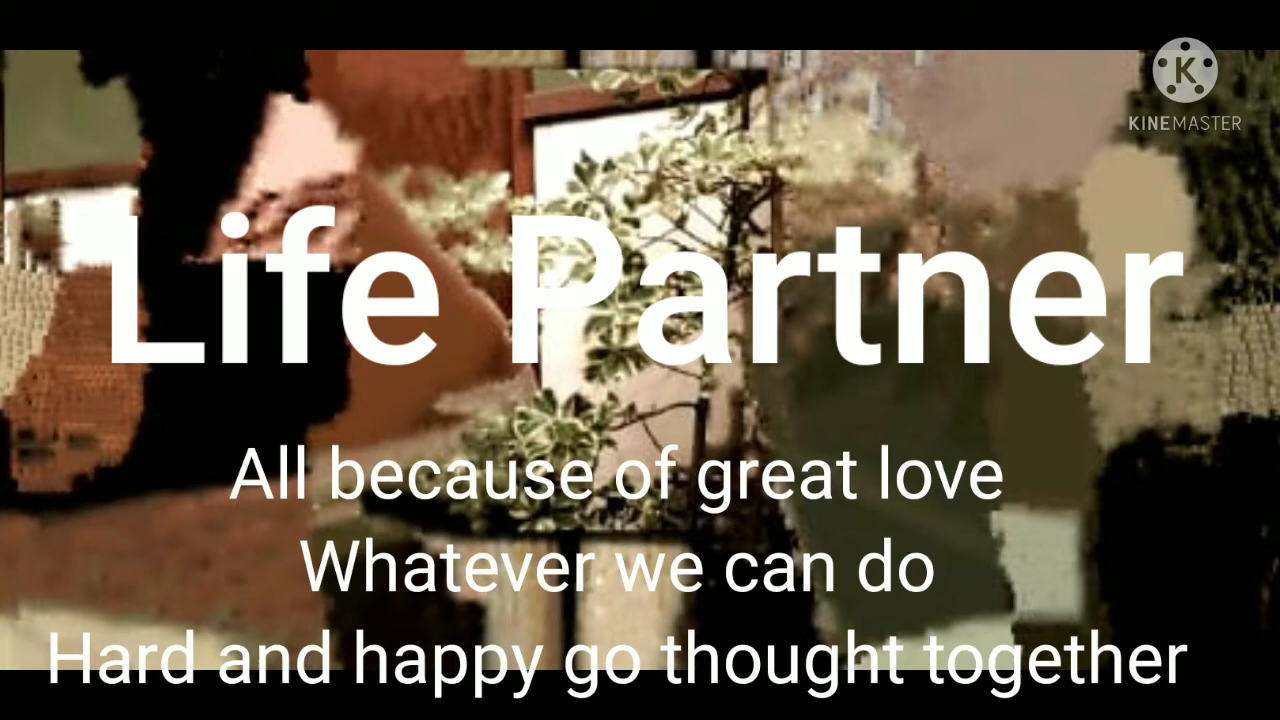 K
KINEMASTER
Life Partner
All because of great love
Whatever we can do
Hard and happy go thought together